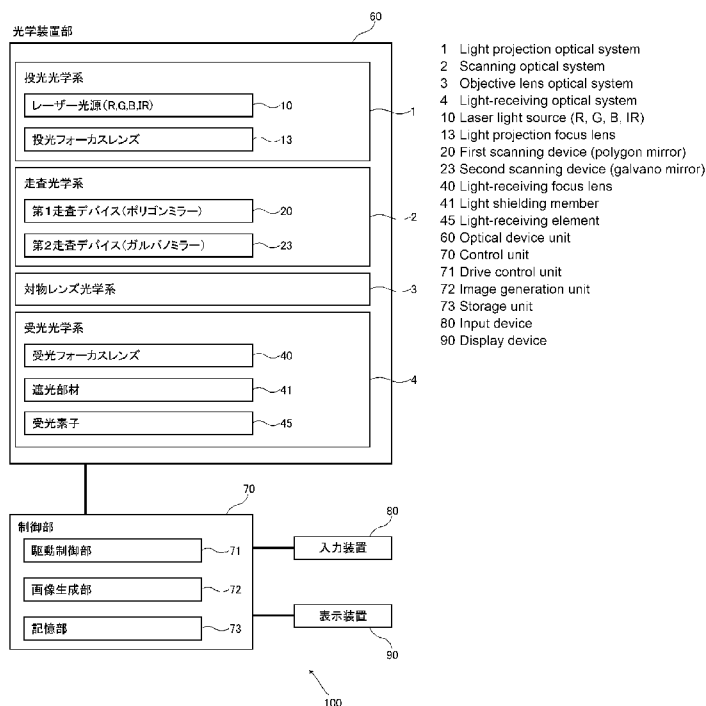 光学装置部
60
投光光学系
レーザー光源(R,G,B,IR)
10
投光フォーカスレンズ
13
1
走査光学系
第1走査デバイス(ポリゴンミラー)
20
第2走査デバイス(ガルバノミラー)
23
2
対物レンズ光学系
3
受光光学系
受光フォーカスレンズ
40
遮光部材
41
受光素子
45
4
70
制御部
駆動制御部
71
画像生成部
72
記憶部
73
80
入力装置
表示装置
90
100
1 Light projection optical system
2 Scanning optical system
3 Objective lens optical system
4 Light-receiving optical system
10 Laser light source (R, G, B, IR)
13 Light projection focus lens
20 First scanning device (polygon mirror)
23 Second scanning device (galvano mirror)
40 Light-receiving focus lens
41 Light shielding member
45 Light-receiving element
60 Optical device unit
70 Control unit
71 Drive control unit
72 Image generation unit
73 Storage unit
80 Input device
90 Display device